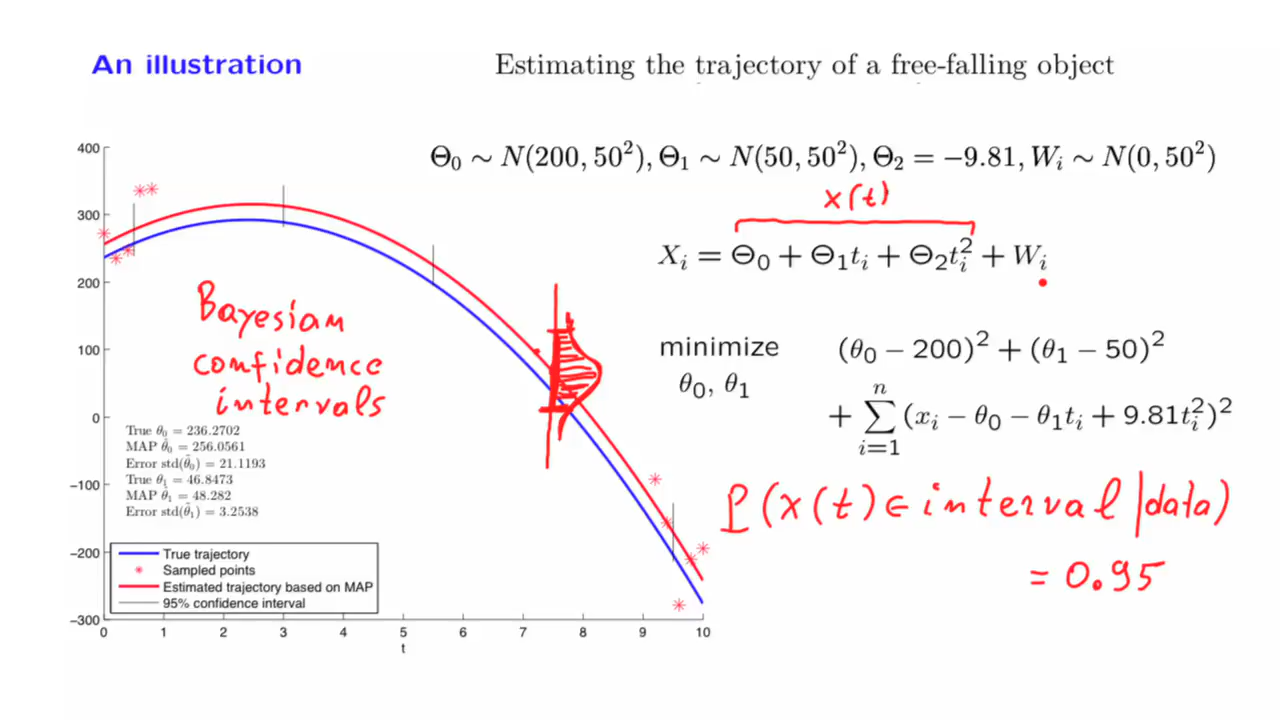 An illustration
Estimating the trajectory of a free-falling object
Θ₀ ∼ N(200, 50²), Θ₁ ∼ N(50, 50²), Θ₂ = −9.81, Wᵢ ∼ N(0, 50²)
x(t)
Xᵢ = Θ₀ + Θ₁tᵢ + Θ₂tᵢ² + Wᵢ
minimize
θ₀, θ₁
(θ₀ − 200)² + (θ₁ − 50)²
+ ∑ᵢ₌₁ⁿ (xᵢ − θ₀ − θ₁tᵢ + 9.81tᵢ²)²
P(x(t) ∈ interval | data)
= 0.95
400
300
200
100
0
−100
−200
−300
Bayesian
confidence
intervals
True θ₀ = 236.2702
MAP θ̂₀ = 256.0561
Error std(θ̃₀) = 21.1193
True θ₁ = 46.8473
MAP θ̂₁ = 48.282
Error std(θ̃₁) = 3.2538
True trajectory
Sampled points
Estimated trajectory based on MAP
95% confidence interval
0 1 2 3 4 5 6 7 8 9 10
t